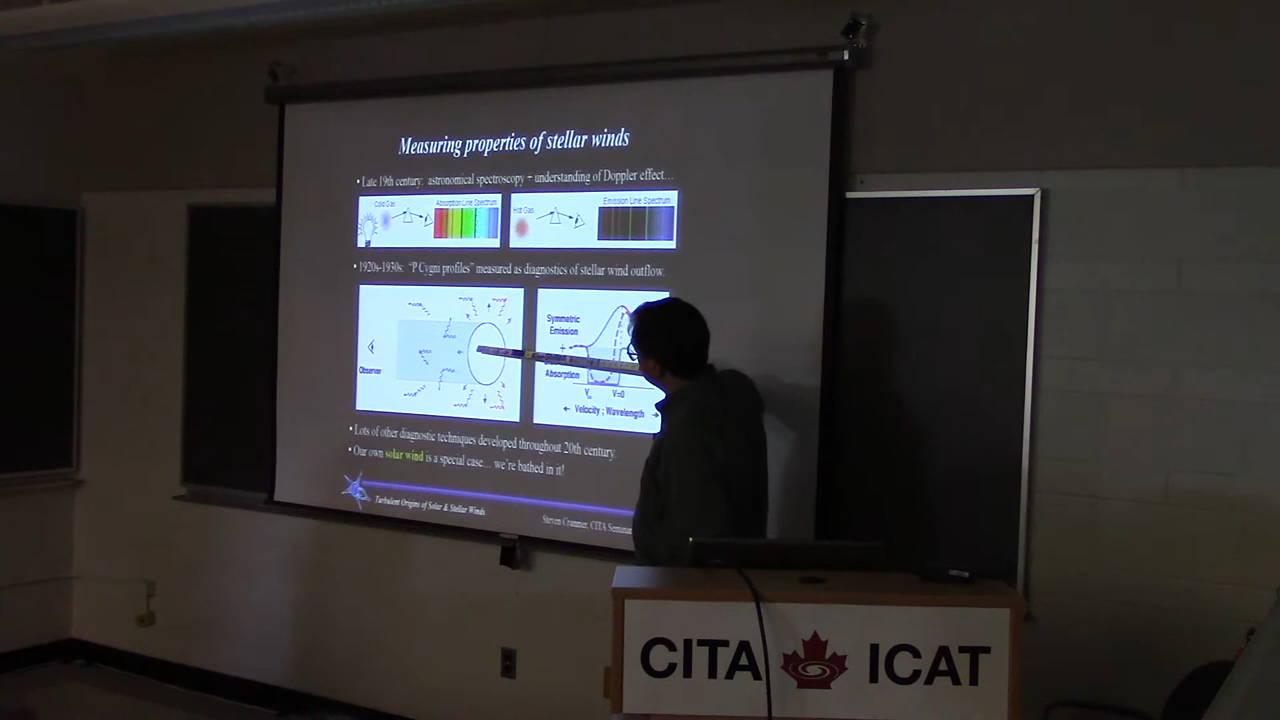 Measuring properties of stellar winds
• Late 19th century: astronomical spectroscopy + understanding of Doppler effect…
Cold Gas
Absorption Line Spectrum
Hot Gas
Emission Line Spectrum
• 1920s-1930s: “P Cygni profiles” measured as diagnostics of stellar wind outflow.
Observer
Symmetric
Emission
+
Absorption
V=0
← Velocity ; Wavelength →
• Lots of other diagnostic techniques developed throughout 20th century.
• Our own solar wind is a special case… we’re bathed in it!
Turbulent Origins of Solar & Stellar Winds
Steven Cranmer, CITA
CITA ICAT